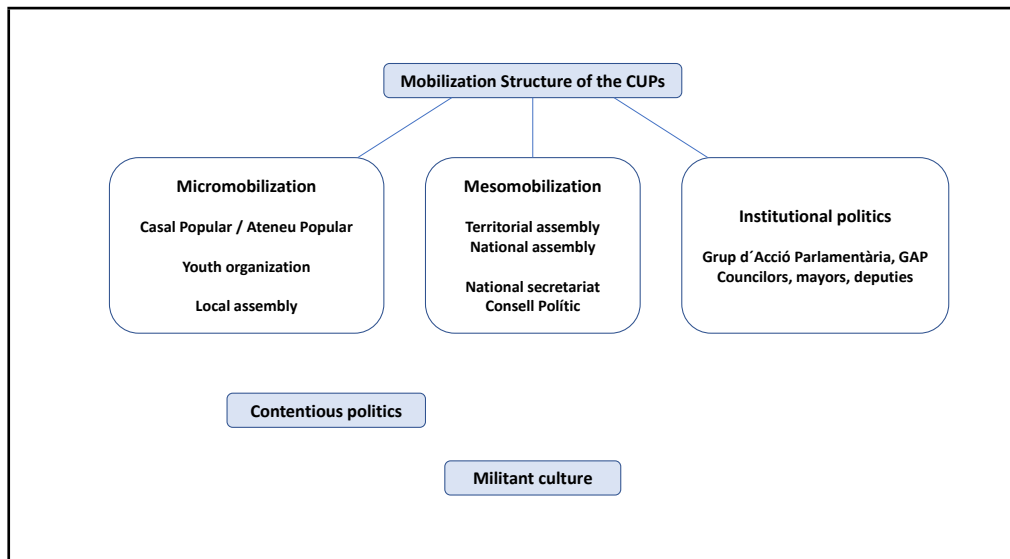 Mobilization Structure of the CUPs
Micromobilization
Casal Popular / Ateneu Popular
Youth organization
Local assembly
Mesomobilization
Territorial assembly
National assembly
National secretariat
Consell Polític
Institutional politics
Grup d´Acció Parlamentària, GAP
Councilors, mayors, deputies
Contentious politics
Militant culture